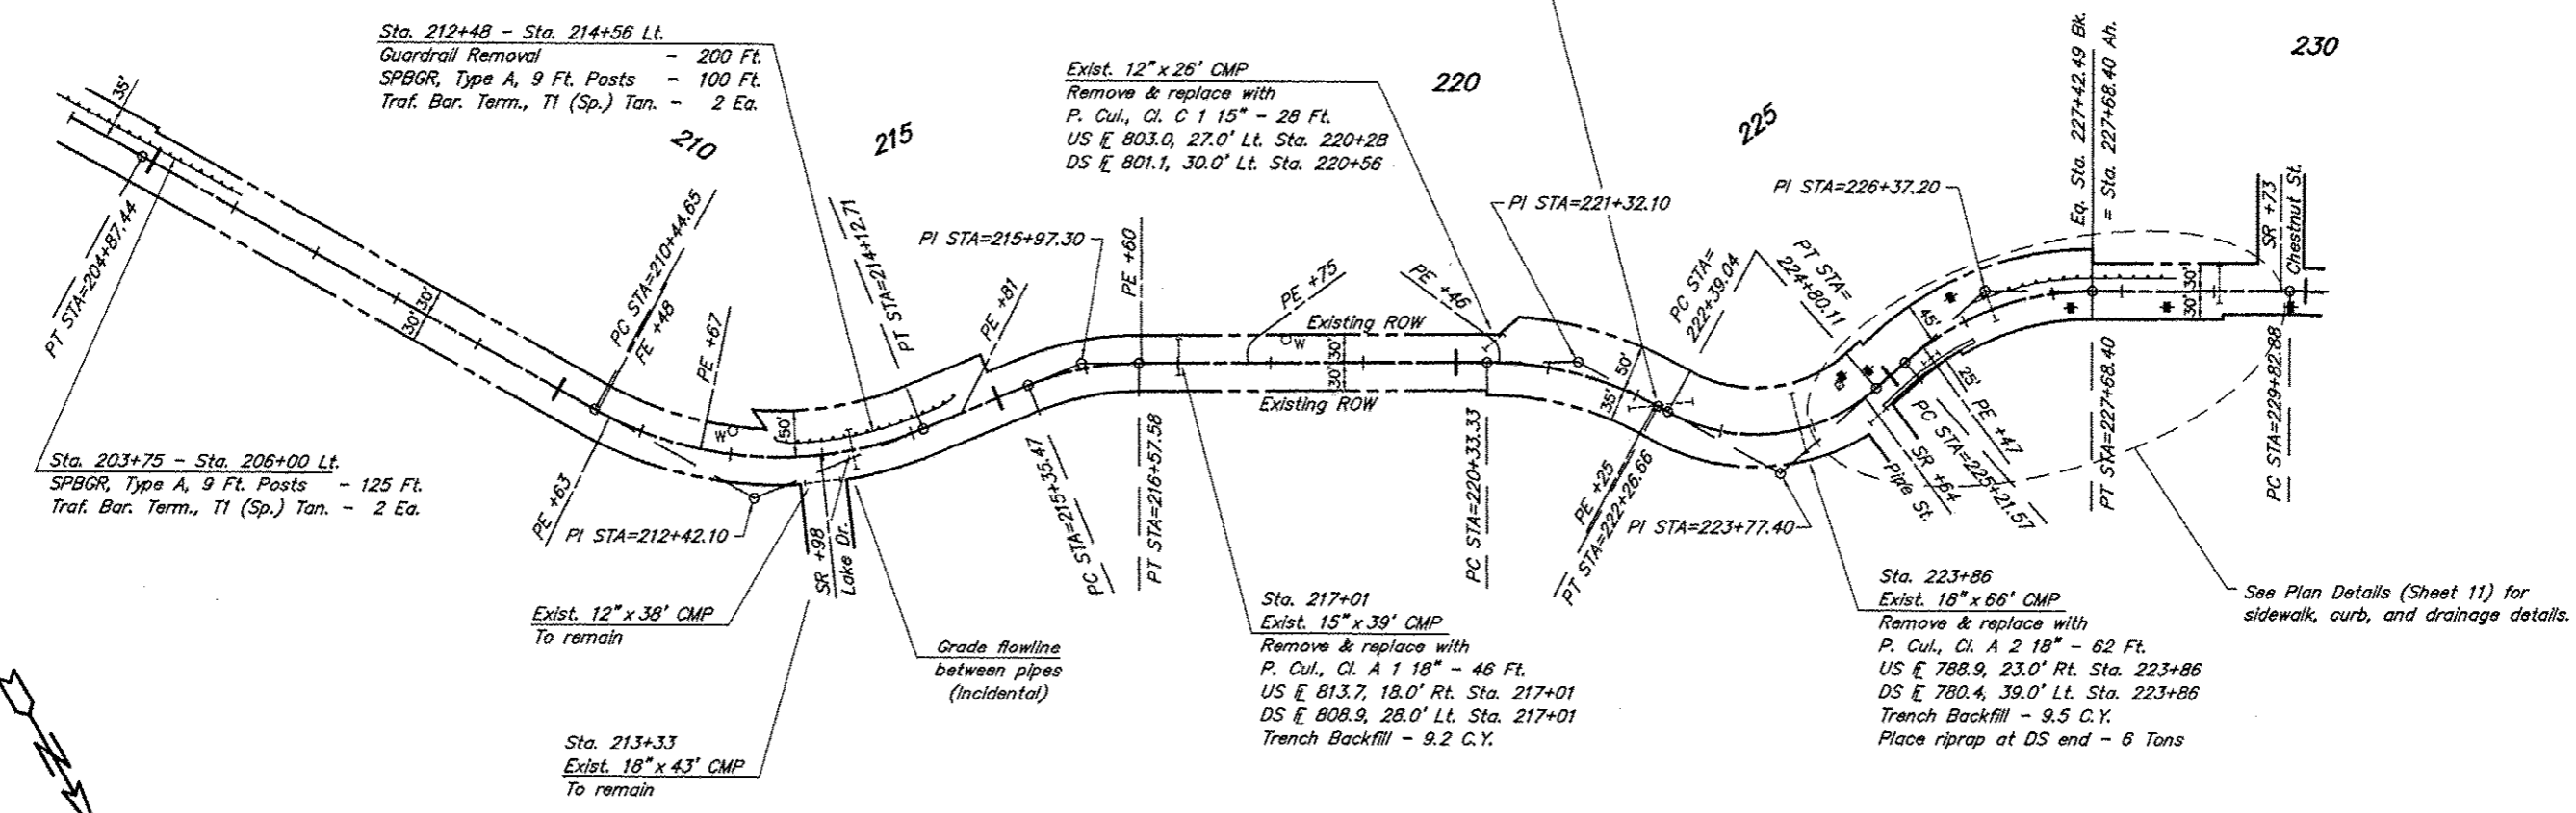 Sta. 212+48 - Sta. 214+56 Lt.
Guardrail Removal - 200 Ft.
SPBGR, Type A, 9 Ft. Posts - 100 Ft.
Traf. Bar. Term., T1 (Sp.) Tan. - 2 Ea.
Exist. 12" x 26' CMP
Remove & replace with
P. Cul., Cl. C 1 15" - 28 Ft.
US FL 803.0, 27.0' Lt. Sta. 220+28
DS FL 801.1, 30.0' Lt. Sta. 220+56
210
215
220
225
230
Eq. Sta. 227+42.49 Bk.
= Sta. 227+68.40 Ah.
35'
PT STA=204+87.44
30'
30'
PC STA=210+44.65
FE +48
PE +67
PT STA=214+12.71
PE +81
PI STA=215+97.30
PE +60
PE +75
PE +46
Existing ROW
W
30'
30'
Existing ROW
PI STA=221+32.10
PC STA=
222+39.04
PT STA=
224+80.11
PI STA=226+37.20
SR +73
Chestnut St.
30'
30'
45'
25'
50'
35'
W
50'
Sta. 203+75 - Sta. 206+00 Lt.
SPBGR, Type A, 9 Ft. Posts - 125 Ft.
Traf. Bar. Term., T1 (Sp.) Tan. - 2 Ea.
PE +63
PI STA=212+42.10
SR +98
Lake Dr.
PC STA=215+35.47
PT STA=216+57.58
PC STA=220+33.33
PE +25
PT STA=222+26.66
PI STA=223+77.40
Pipe St.
SR +64
PC STA=225+21.57
PE +47
PT STA=227+68.40
PC STA=229+82.88
Exist. 12" x 38' CMP
To remain
Grade flowline
between pipes
(Incidental)
Sta. 213+33
Exist. 18" x 43' CMP
To remain
Sta. 217+01
Exist. 15" x 39' CMP
Remove & replace with
P. Cul., Cl. A 1 18" - 46 Ft.
US FL 813.7, 18.0' Rt. Sta. 217+01
DS FL 808.9, 28.0' Lt. Sta. 217+01
Trench Backfill - 9.2 C.Y.
Sta. 223+86
Exist. 18" x 66' CMP
Remove & replace with
P. Cul., Cl. A 2 18" - 62 Ft.
US FL 788.9, 23.0' Rt. Sta. 223+86
DS FL 780.4, 39.0' Lt. Sta. 223+86
Trench Backfill - 9.5 C.Y.
Place riprap at DS end - 6 Tons
See Plan Details (Sheet 11) for
sidewalk, curb, and drainage details.
N